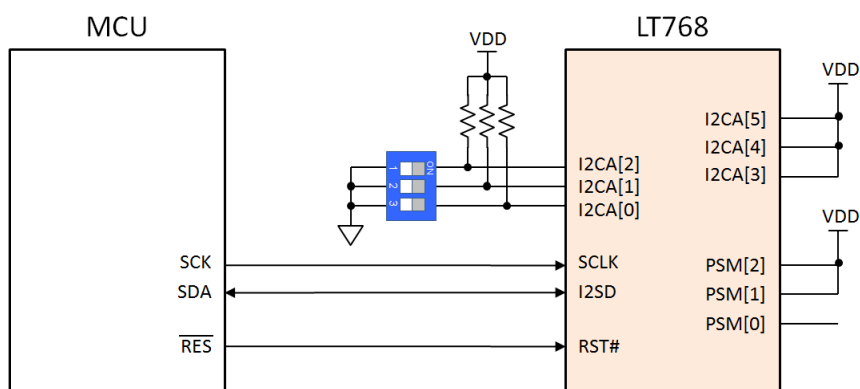 MCU
LT768
VDD
VDD
I2CA[5]
I2CA[4]
I2CA[3]
ON
1
2
3
I2CA[2]
I2CA[1]
I2CA[0]
VDD
SCK
SDA
RES
SCLK
I2SD
RST#
PSM[2]
PSM[1]
PSM[0]